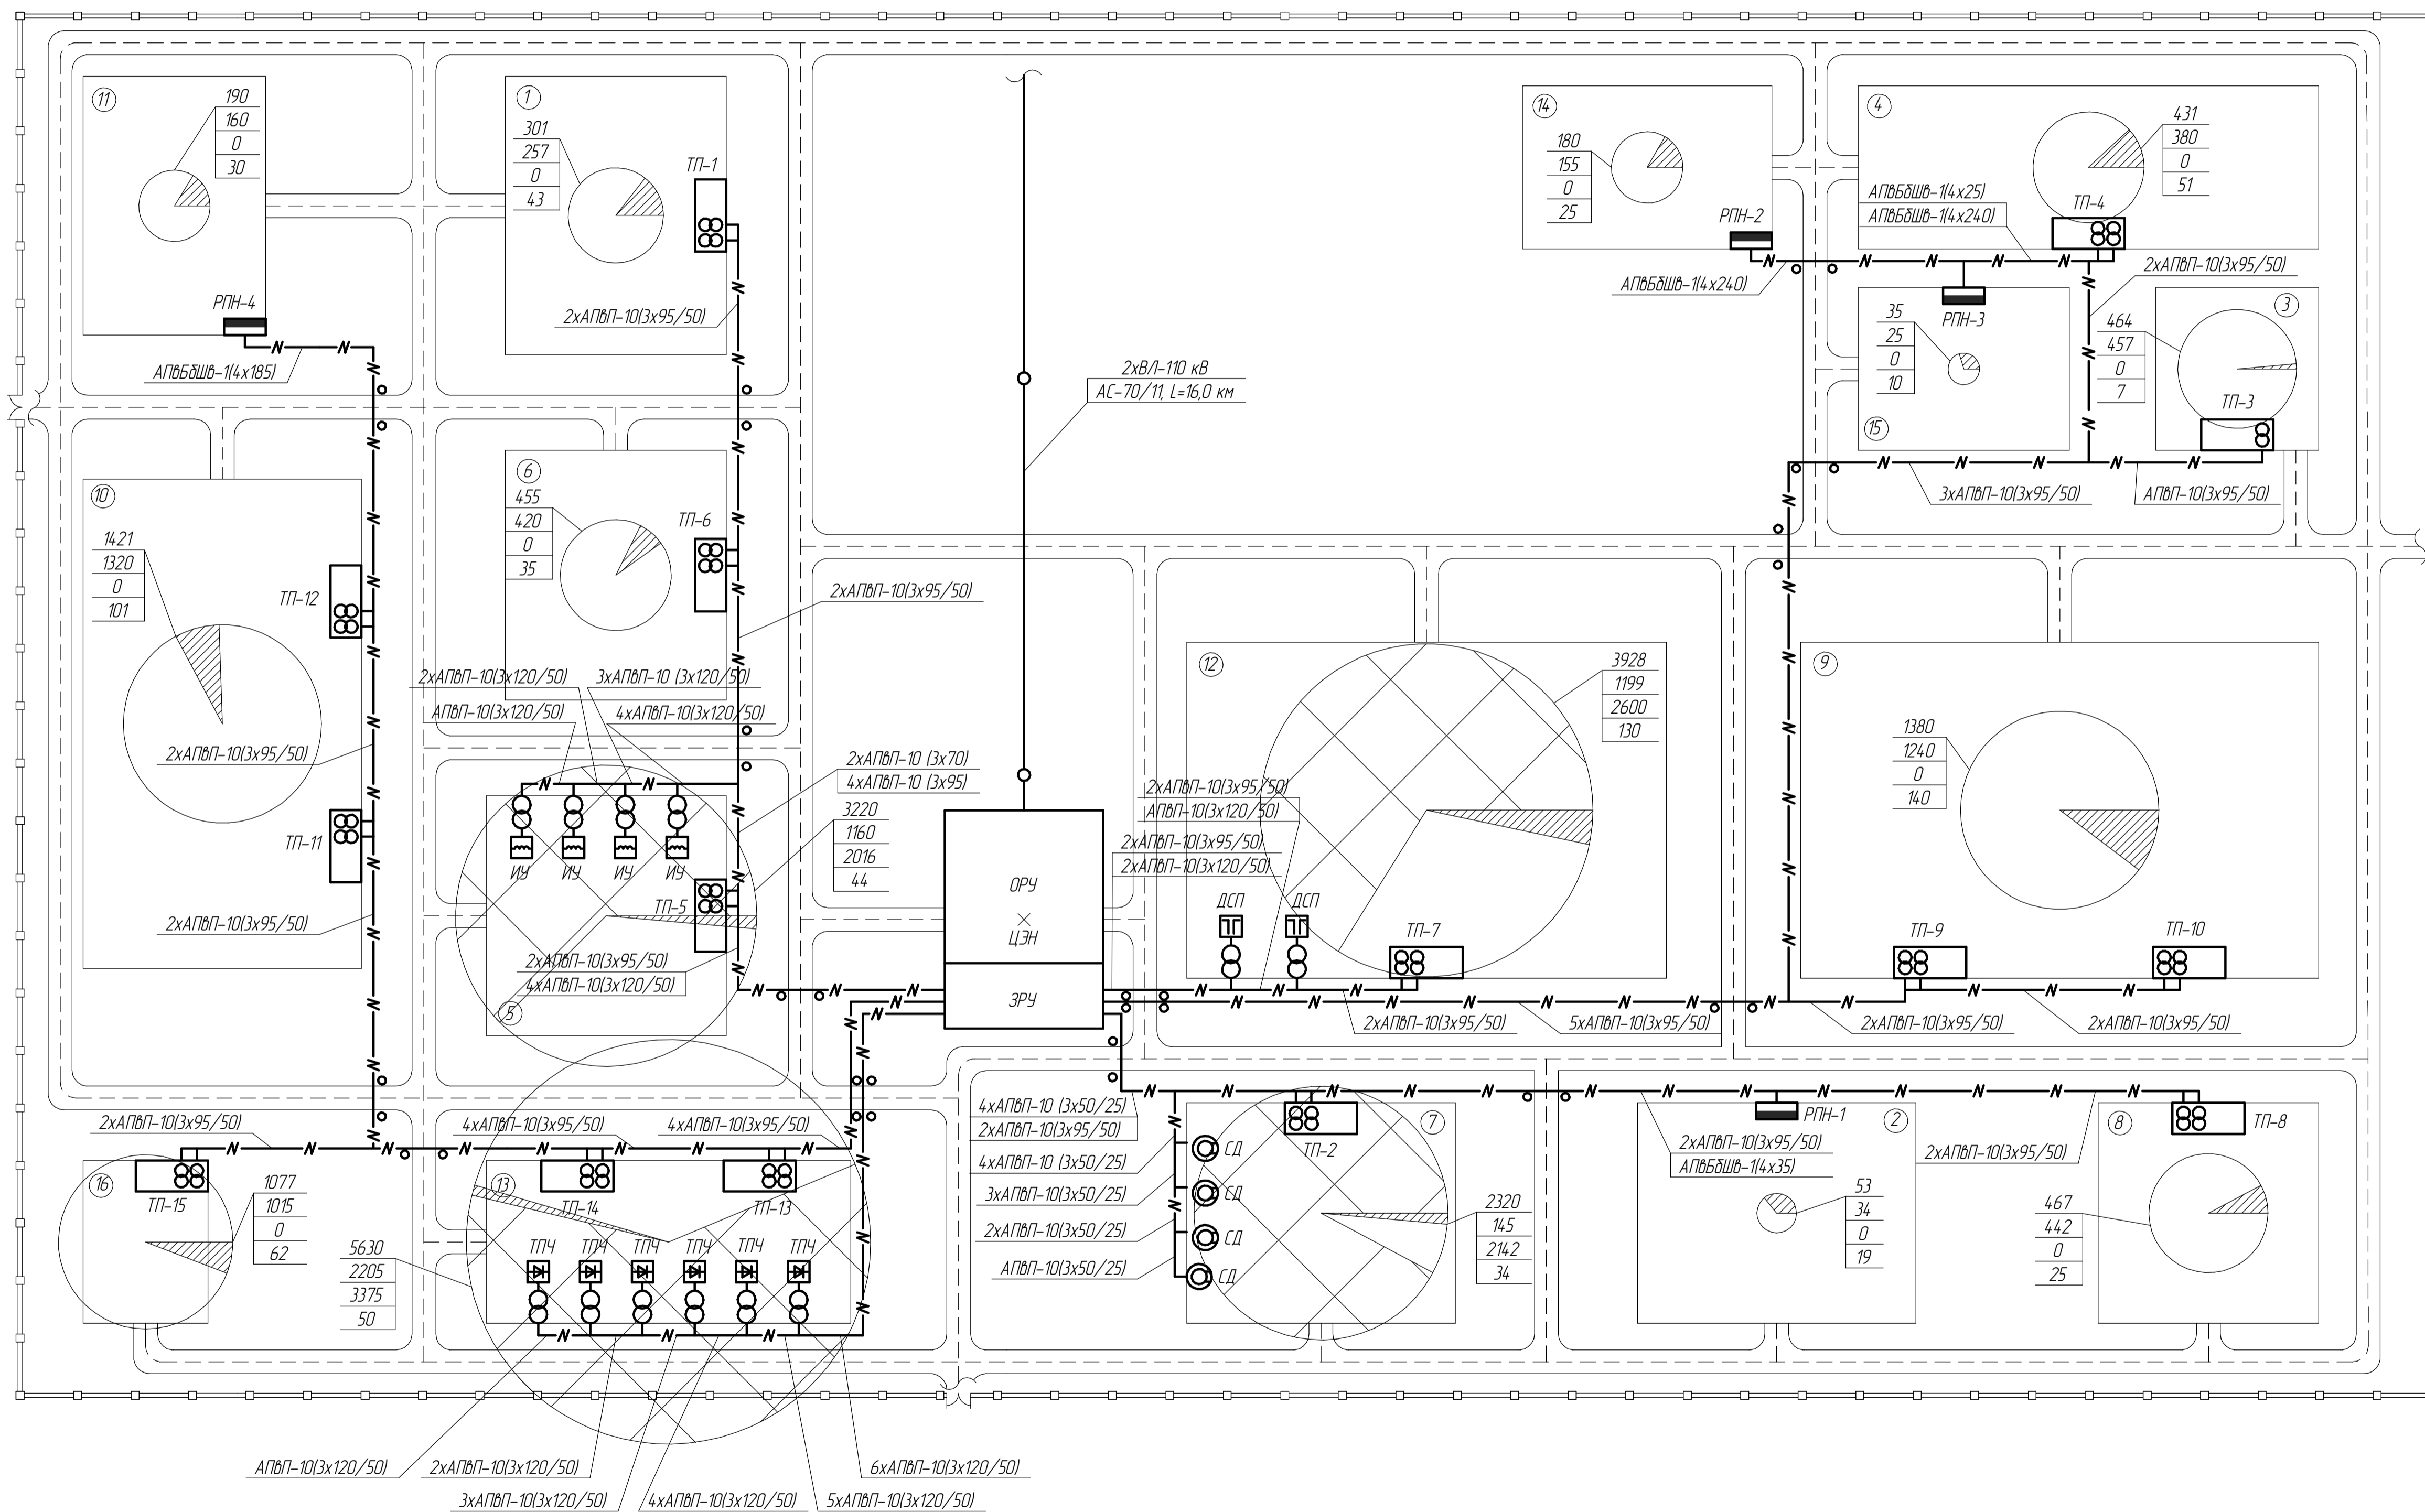 11
190
160
0
30
РПН-4
АПвБбШв-1(4х185)
1
301
257
0
43
ТП-1
2хАПвП-10(3х95/50)
2хВЛ-110 кВ
АС-70/11, L=16,0 км
14
180
155
0
25
РПН-2
АПвБбШв-1(4х240)
4
431
380
0
51
АПвБбШв-1(4х25)
АПвБбШв-1(4х240)
ТП-4
2хАПвП-10(3х95/50)
35
25
0
10
РПН-3
15
3
464
457
0
7
ТП-3
3хАПвП-10(3х95/50)
АПвП-10(3х95/50)
10
1421
1320
0
101
ТП-12
2хАПвП-10(3х95/50)
ТП-11
2хАПвП-10(3х95/50)
6
455
420
0
35
ТП-6
2хАПвП-10(3х95/50)
2хАПвП-10(3х120/50)
3хАПвП-10 (3х120/50)
АПвП-10(3х120/50)
4хАПвП-10(3х120/50)
2хАПвП-10 (3х70)
4хАПвП-10 (3х95)
3220
1160
2016
44
ИУ
ИУ
ИУ
ИУ
ТП-5
2хАПвП-10(3х95/50)
4хАПвП-10(3х120/50)
5
ОРУ
ЦЭН
ЗРУ
12
3928
1199
2600
130
2хАПвП-10(3х95/50)
АПвП-10(3х120/50)
2хАПвП-10(3х95/50)
2хАПвП-10(3х120/50)
ДСП
ДСП
ТП-7
2хАПвП-10(3х95/50)
5хАПвП-10(3х95/50)
9
1380
1240
0
140
ТП-9
ТП-10
2хАПвП-10(3х95/50)
2хАПвП-10(3х95/50)
2хАПвП-10(3х95/50)
16
ТП-15
1077
1015
0
62
4хАПвП-10(3х95/50)
4хАПвП-10(3х95/50)
13
ТП-14
ТП-13
5630
2205
3375
50
ТПЧ
ТПЧ
ТПЧ
ТПЧ
ТПЧ
ТПЧ
4хАПвП-10 (3х50/25)
2хАПвП-10(3х95/50)
4хАПвП-10 (3х50/25)
3хАПвП-10(3х50/25)
2хАПвП-10(3х50/25)
АПвП-10(3х50/25)
СД
СД
СД
СД
ТП-2
7
2320
145
2142
34
РПН-1
2
2хАПвП-10(3х95/50)
АПвБбШв-1(4х35)
53
34
0
19
2хАПвП-10(3х95/50)
8
ТП-8
467
442
0
25
АПвП-10(3х120/50)
2хАПвП-10(3х120/50)
6хАПвП-10(3х120/50)
3хАПвП-10(3х120/50)
4хАПвП-10(3х120/50)
5хАПвП-10(3х120/50)